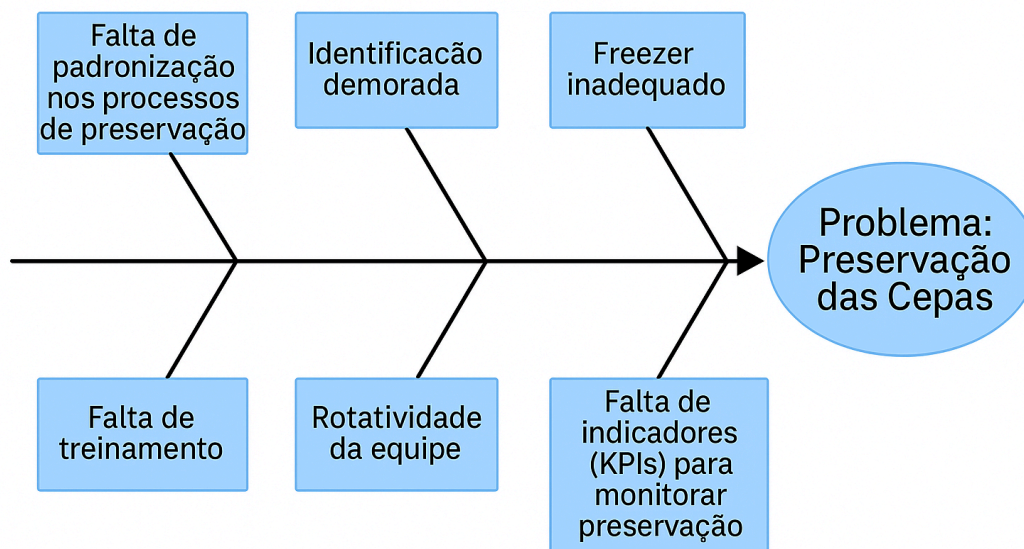 Falta de
padronização
nos processos
de preservação
Identificacão
demorada
Freezer
inadequado
Problema:
Preservação
das Cepas
Falta de
treinamento
Rotatividade
da equipe
Falta de
indicadores
(KPIs) para
monitorar
preservação